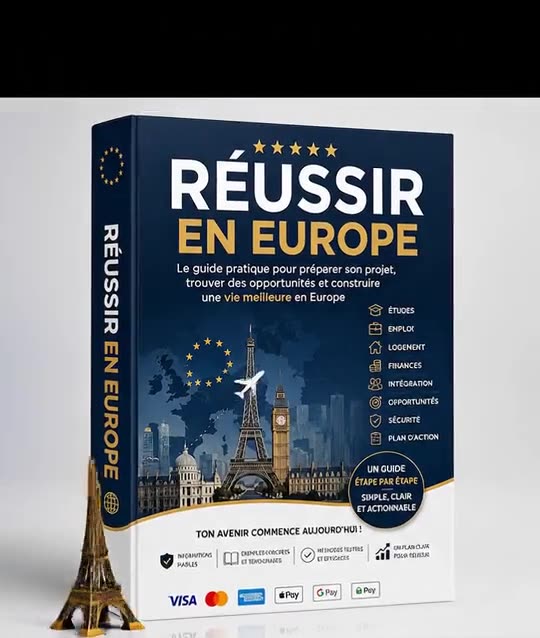 RÉUSSIR
EN EUROPE
Le guide pratique pour préparer son projet,
trouver des opportunités et construire
une vie meilleure en Europe
RÉUSSIR EN EUROPE
ÉTUDES
EMPLOI
LOGEMENT
FINANCES
INTÉGRATION
OPPORTUNITÉS
SÉCURITÉ
PLAN D'ACTION
UN GUIDE
ÉTAPE PAR ÉTAPE
SIMPLE, CLAIR
ET ACTIONNABLE
TON AVENIR COMMENCE AUJOURD'HUI !
VISA
Pay
G Pay
Pay